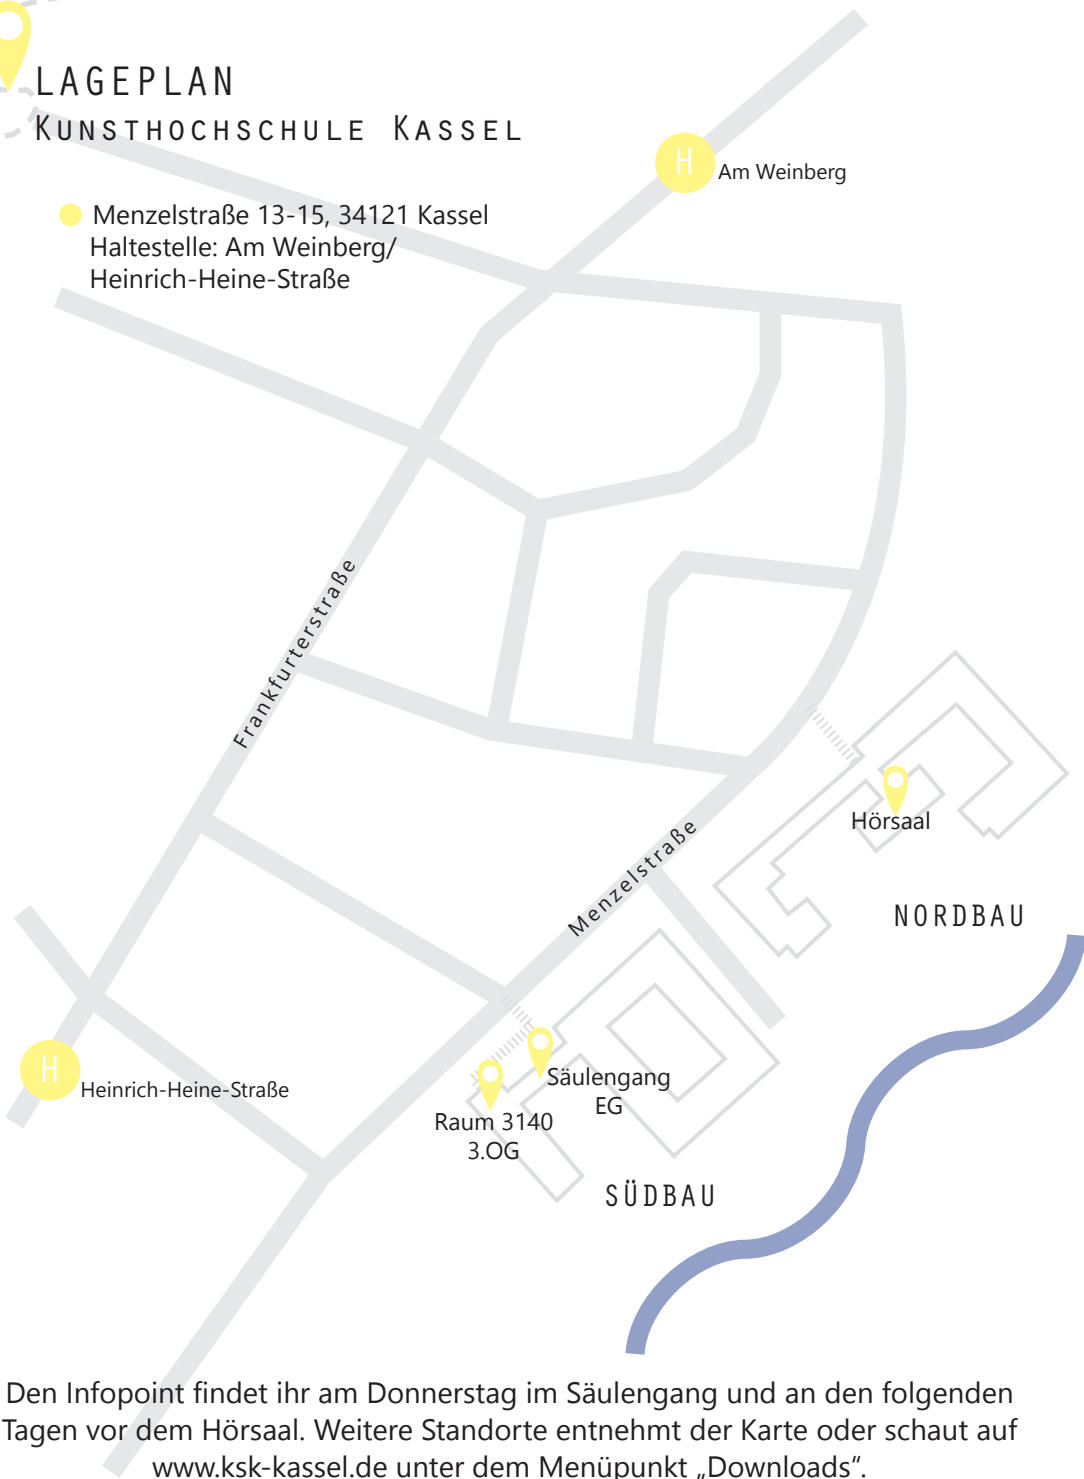 LAGEPLAN
KUNSTHOCHSCHULE KASSEL
H
Am Weinberg
Menzelstraße 13-15, 34121 Kassel
Haltestelle: Am Weinberg/
Heinrich-Heine-Straße
Frankfurterstraße
Hörsaal
Menzelstraße
NORDBAU
H
Heinrich-Heine-Straße
Säulengang
EG
Raum 3140
3.OG
SÜDBAU
Den Infopoint findet ihr am Donnerstag im Säulengang und an den folgenden
Tagen vor dem Hörsaal. Weitere Standorte entnehmt der Karte oder schaut auf
www.ksk-kassel.de unter dem Menüpunkt „Downloads“.